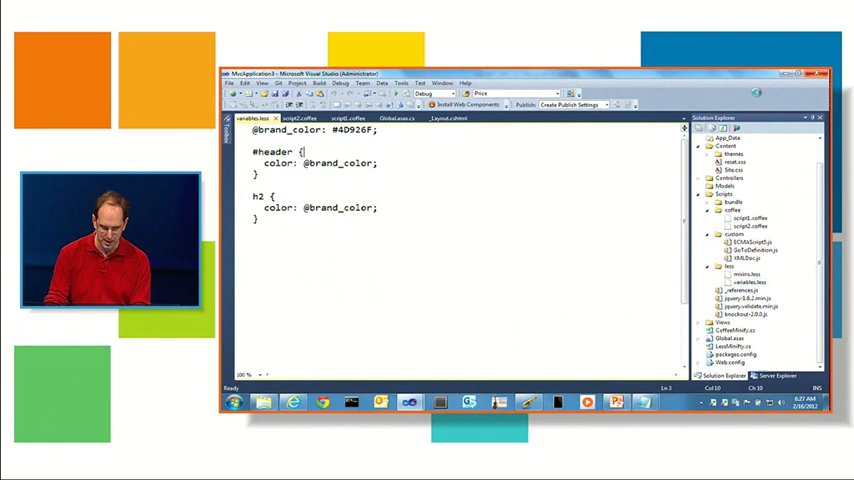 MvcApplication3 - Microsoft Visual Studio (Administrator)
File Edit View Project Build Debug Team Data Tools Test Window Help
Debug Price
Install Web Components Publish: Create Publish Settings
variables.less script2.coffee script1.coffee Global.asax.cs _Layout.cshtml
Toolbox
@brand_color: #4D926F;
#header {
color: @brand_color;
}
h2 {
color: @brand_color;
}
100 %
Solution Explorer
App_Data
Content
themes
reset.css
Site.css
Controllers
Models
Scripts
bundle
coffee
script1.coffee
script2.coffee
custom
ECMAScript5.js
GoToDefinition.js
XMLDoc.js
less
mixins.less
variables.less
_references.js
jquery-1.6.2.min.js
jquery.validate.min.js
knockout-2.0.0.js
Views
CoffeeMinify.cs
Global.asax
LessMinify.cs
packages.config
Web.config
Solution Explorer Server Explorer
Ready Ln 3 Col 10 Ch 10 INS
6:27 AM
2/16/2012